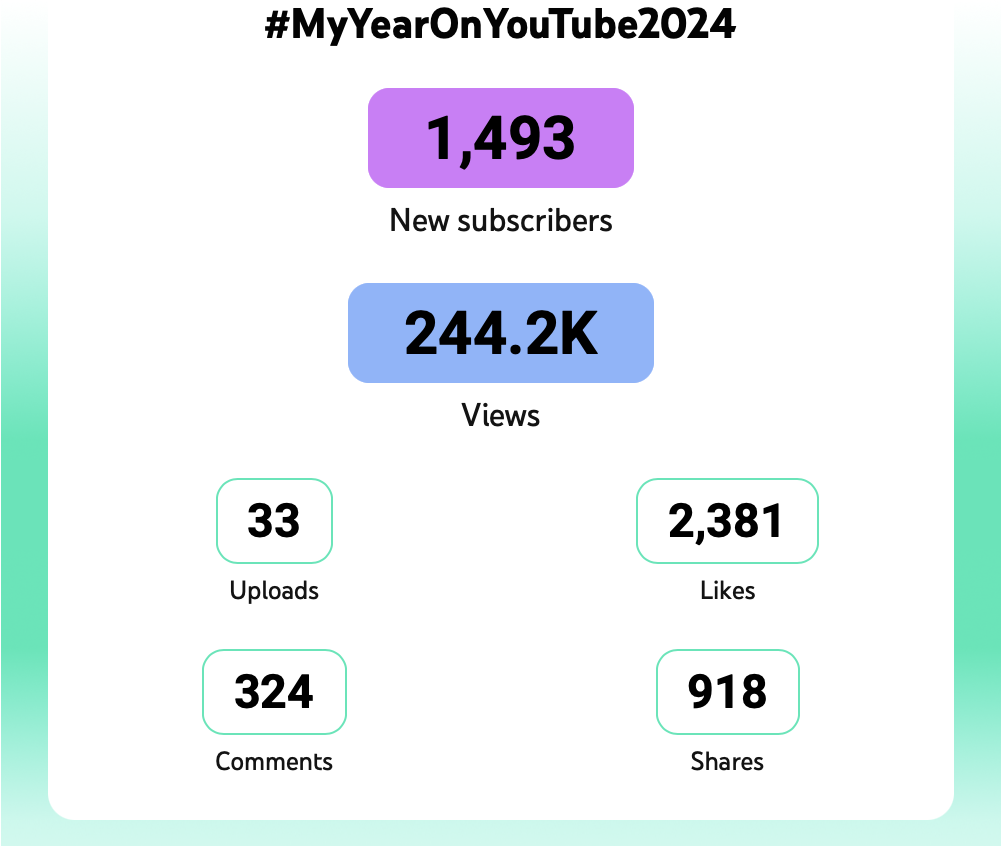 #MyYearOnYouTube2024
1,493
New subscribers
244.2K
Views
33
Uploads
2,381
Likes
324
Comments
918
Shares